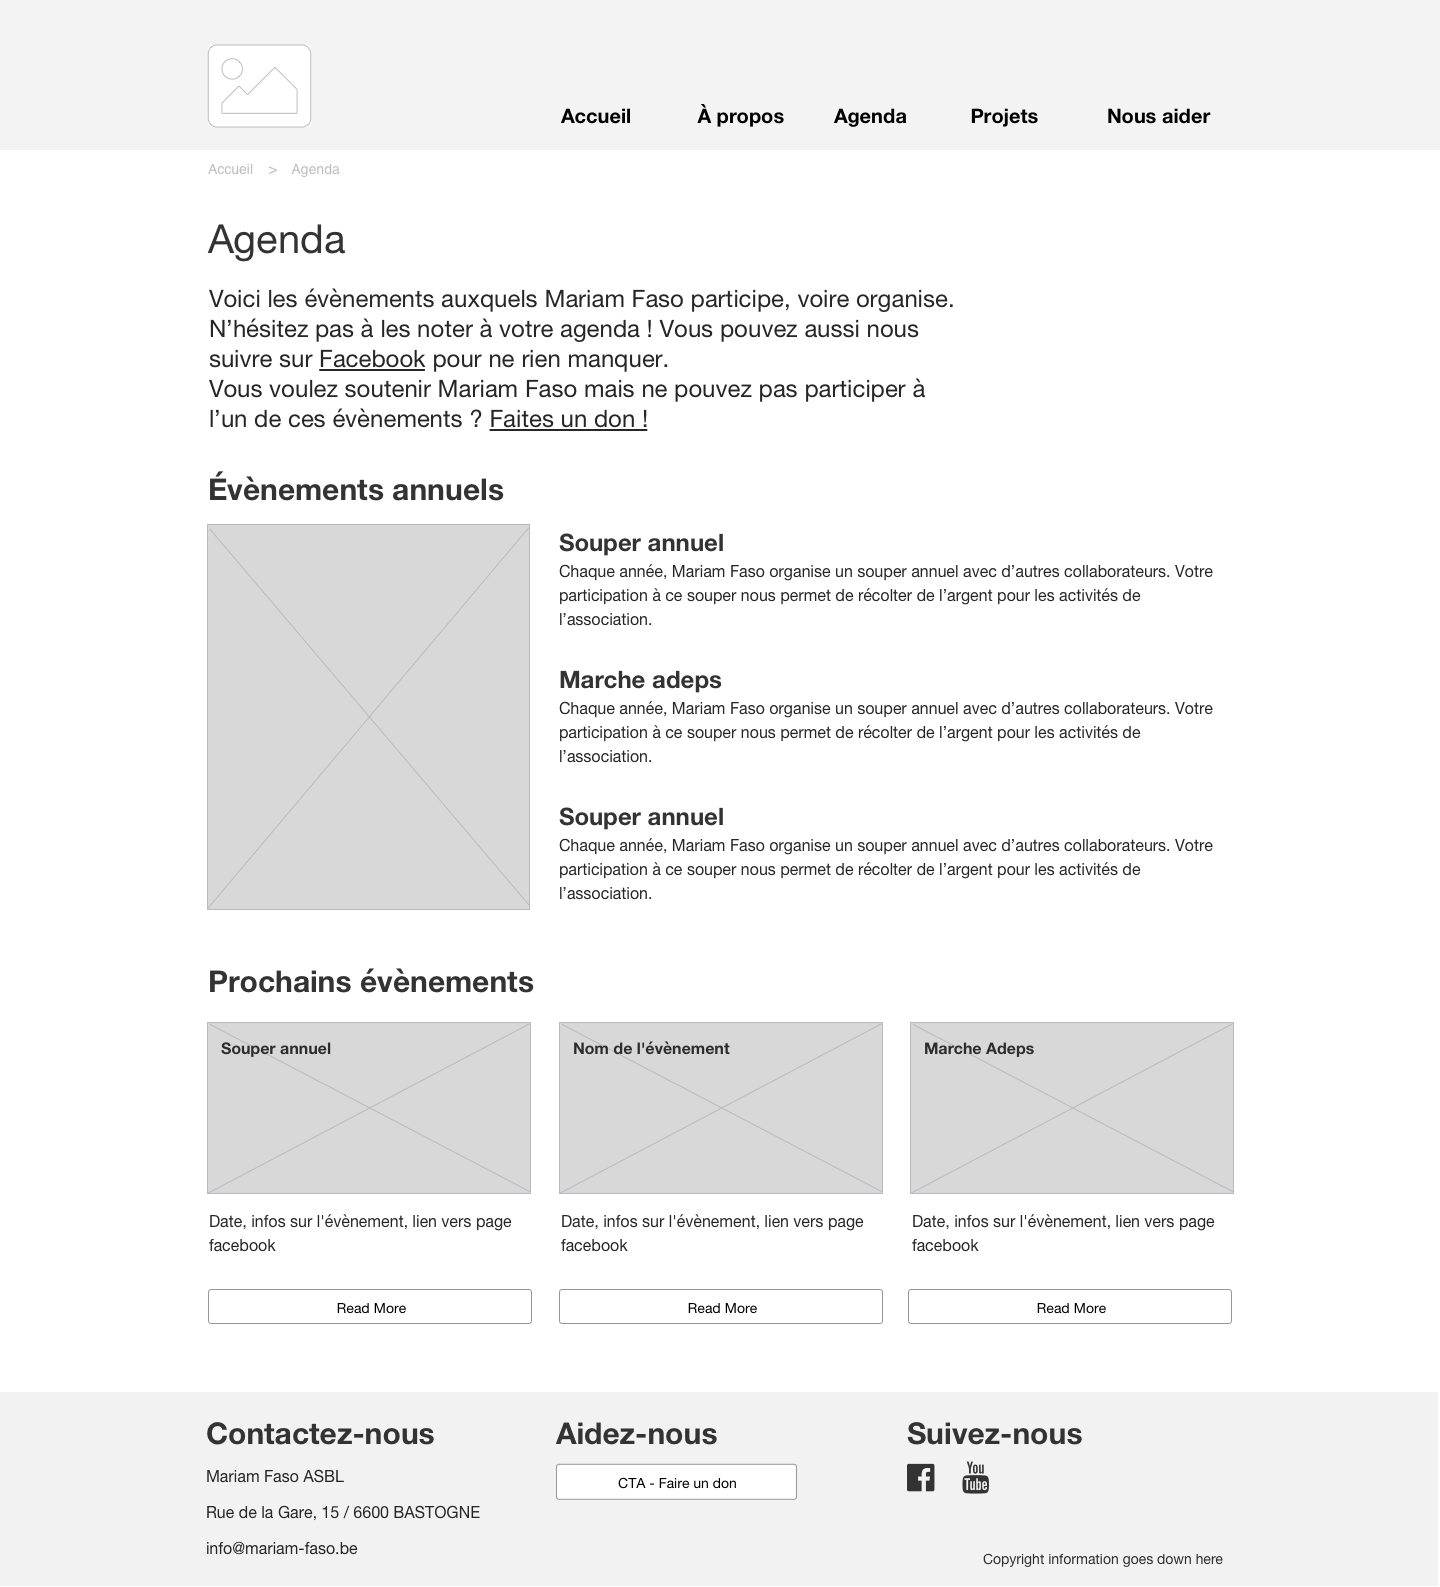 Accueil À propos Agenda Projets Nous aider
Accueil > Agenda
Agenda
Voici les évènements auxquels Mariam Faso participe, voire organise.
N’hésitez pas à les noter à votre agenda ! Vous pouvez aussi nous
suivre sur Facebook pour ne rien manquer.
Vous voulez soutenir Mariam Faso mais ne pouvez pas participer à
l’un de ces évènements ? Faites un don !
Évènements annuels
Souper annuel
Chaque année, Mariam Faso organise un souper annuel avec d’autres collaborateurs. Votre
participation à ce souper nous permet de récolter de l’argent pour les activités de
l’association.
Marche adeps
Chaque année, Mariam Faso organise un souper annuel avec d’autres collaborateurs. Votre
participation à ce souper nous permet de récolter de l’argent pour les activités de
l’association.
Souper annuel
Chaque année, Mariam Faso organise un souper annuel avec d’autres collaborateurs. Votre
participation à ce souper nous permet de récolter de l’argent pour les activités de
l’association.
Prochains évènements
Souper annuel
Date, infos sur l'évènement, lien vers page
facebook
Read More
Nom de l'évènement
Date, infos sur l'évènement, lien vers page
facebook
Read More
Marche Adeps
Date, infos sur l'évènement, lien vers page
facebook
Read More
Contactez-nous
Mariam Faso ASBL
Rue de la Gare, 15 / 6600 BASTOGNE
info@mariam-faso.be
Aidez-nous
CTA - Faire un don
Suivez-nous
You
Tube
Copyright information goes down here